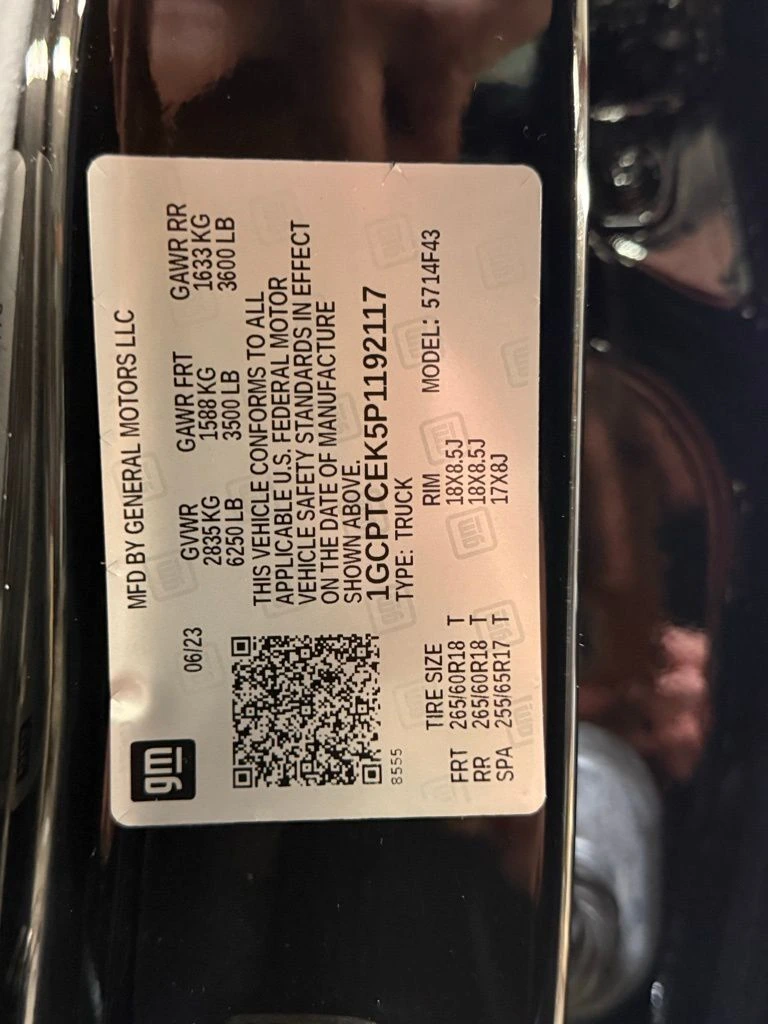 gm
MFD BY GENERAL MOTORS LLC
06/23
GVWR GAWR FRT GAWR RR
2835 KG 1588 KG 1633 KG
6250 LB 3500 LB 3600 LB
THIS VEHICLE CONFORMS TO ALL
APPLICABLE U.S. FEDERAL MOTOR
VEHICLE SAFETY STANDARDS IN EFFECT
ON THE DATE OF MANUFACTURE
SHOWN ABOVE.
1GCPTCEK5P1192117
8555 TYPE: TRUCK MODEL: 5714F43
TIRE SIZE RIM
FRT 265/60R18 T 18X8.5J
RR 265/60R18 T 18X8.5J
SPA 255/65R17 T 17X8J